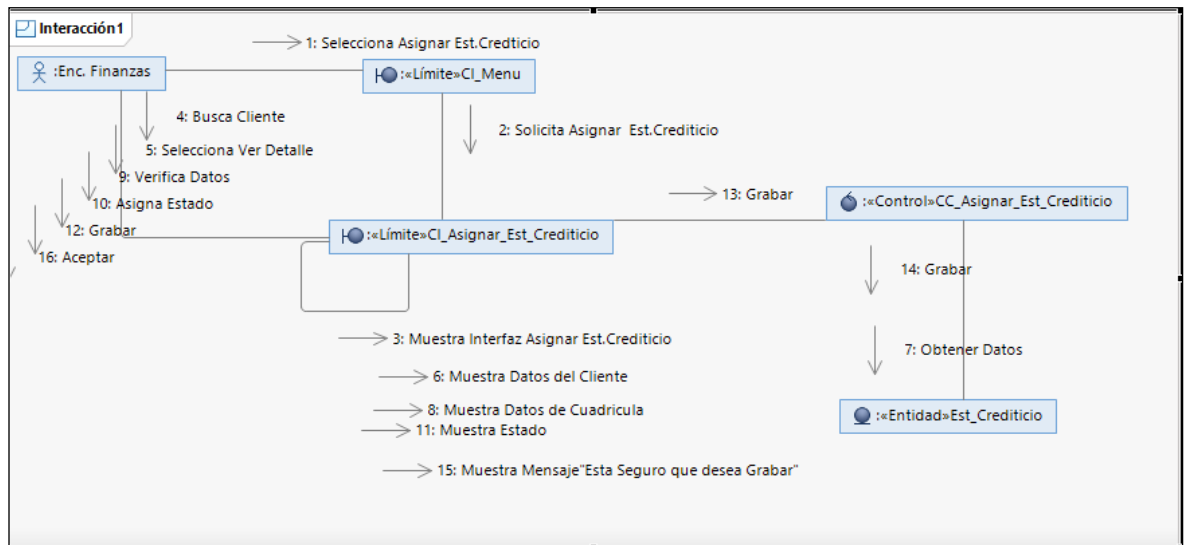 Interacción1
1: Selecciona Asignar Est.Credticio
:Enc. Finanzas
:«Límite»CI_Menu
4: Busca Cliente
2: Solicita Asignar Est.Crediticio
5: Selecciona Ver Detalle
9: Verifica Datos
10: Asigna Estado
13: Grabar
:«Control»CC_Asignar_Est_Crediticio
12: Grabar
:«Límite»CI_Asignar_Est_Crediticio
16: Aceptar
14: Grabar
3: Muestra Interfaz Asignar Est.Crediticio
7: Obtener Datos
6: Muestra Datos del Cliente
8: Muestra Datos de Cuadricula
:«Entidad»Est_Crediticio
11: Muestra Estado
15: Muestra Mensaje"Esta Seguro que desea Grabar"